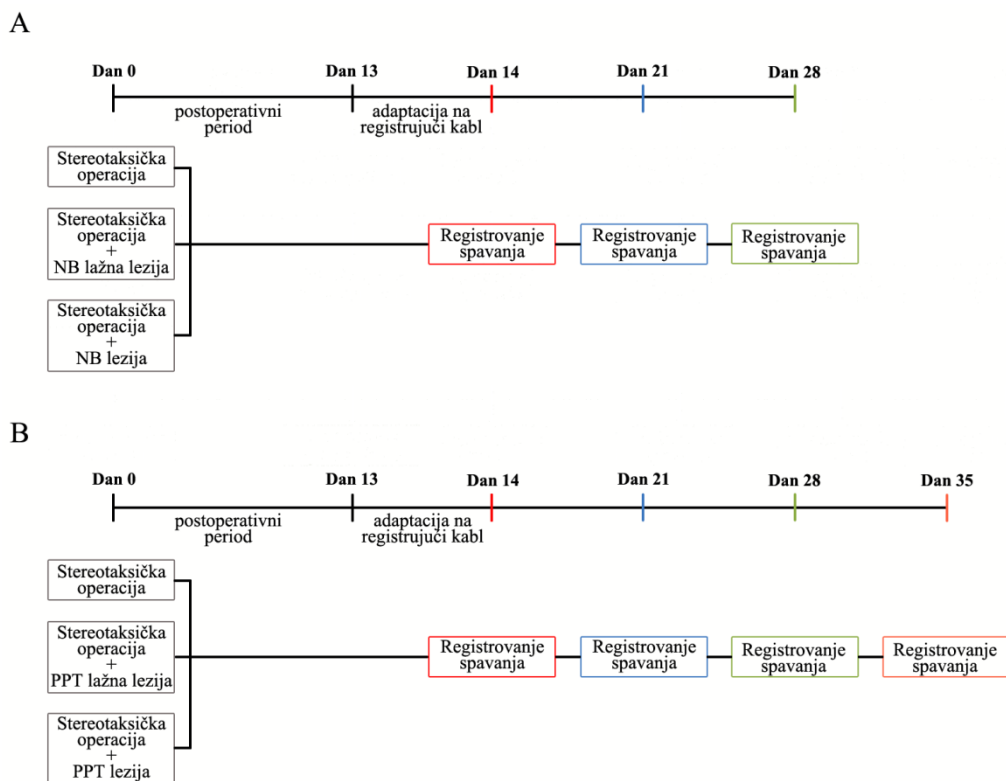 A
Dan 0
Dan 13
Dan 14
Dan 21
Dan 28
postoperativni
period
adaptacija na
registrujući kabl
Stereotaksička
operacija
Stereotaksička
operacija
+
NB lažna lezija
Stereotaksička
operacija
+
NB lezija
Registrovanje
spavanja
Registrovanje
spavanja
Registrovanje
spavanja
B
Dan 0
Dan 13
Dan 14
Dan 21
Dan 28
Dan 35
postoperativni
period
adaptacija na
registrujući kabl
Stereotaksička
operacija
Stereotaksička
operacija
+
PPT lažna lezija
Stereotaksička
operacija
+
PPT lezija
Registrovanje
spavanja
Registrovanje
spavanja
Registrovanje
spavanja
Registrovanje
spavanja